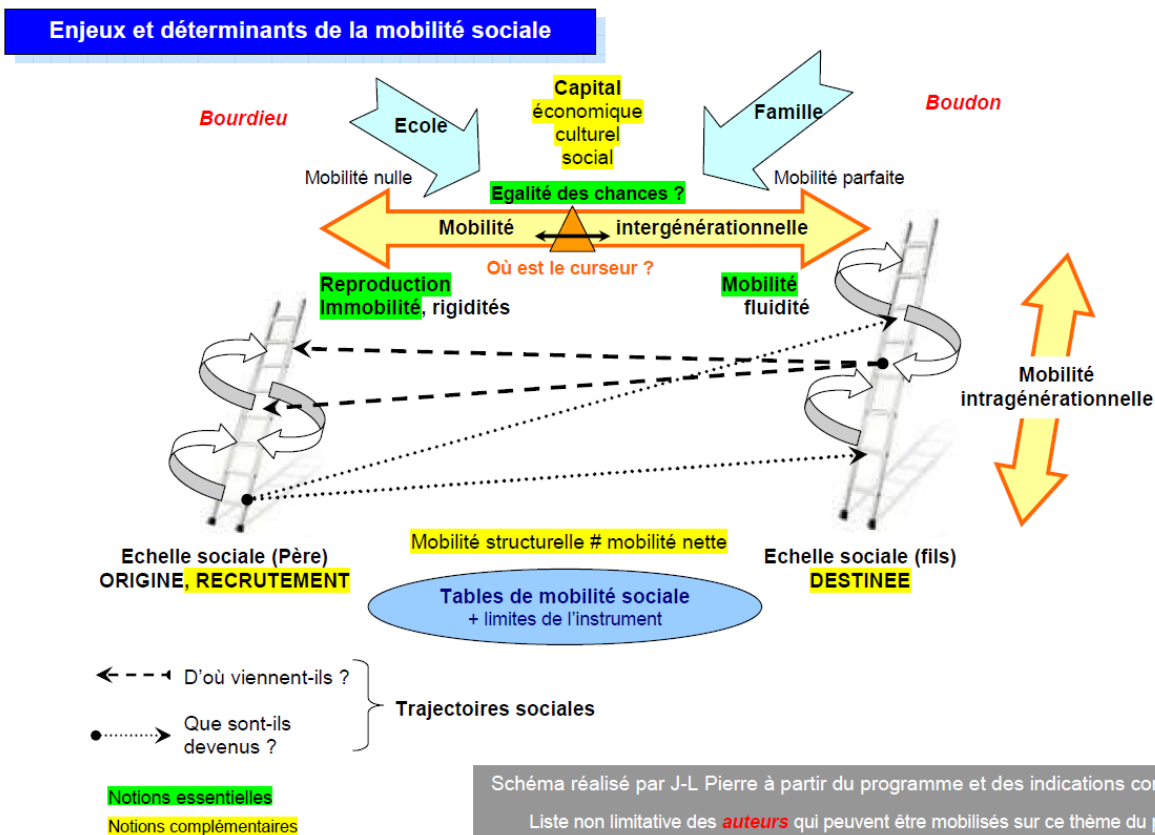 Enjeux et déterminants de la mobilité sociale
Bourdieu
Ecole
Capital
économique
culturel
social
Famille
Boudon
Mobilité nulle
Egalité des chances ?
Mobilité parfaite
Mobilité
intergénérationnelle
Où est le curseur ?
Reproduction
Immobilité, rigidités
Mobilité
fluidité
Mobilité
intragénérationnelle
Echelle sociale (Père)
ORIGINE, RECRUTEMENT
Mobilité structurelle # mobilité nette
Echelle sociale (fils)
DESTINEE
Tables de mobilité sociale
+ limites de l'instrument
D'où viennent-ils ?
Que sont-ils
devenus ?
Trajectoires sociales
Notions essentielles
Notions complémentaires
Schéma réalisé par J-L Pierre à partir du programme et des indications
Liste non limitative des auteurs qui peuvent être mobilisés sur ce thème du